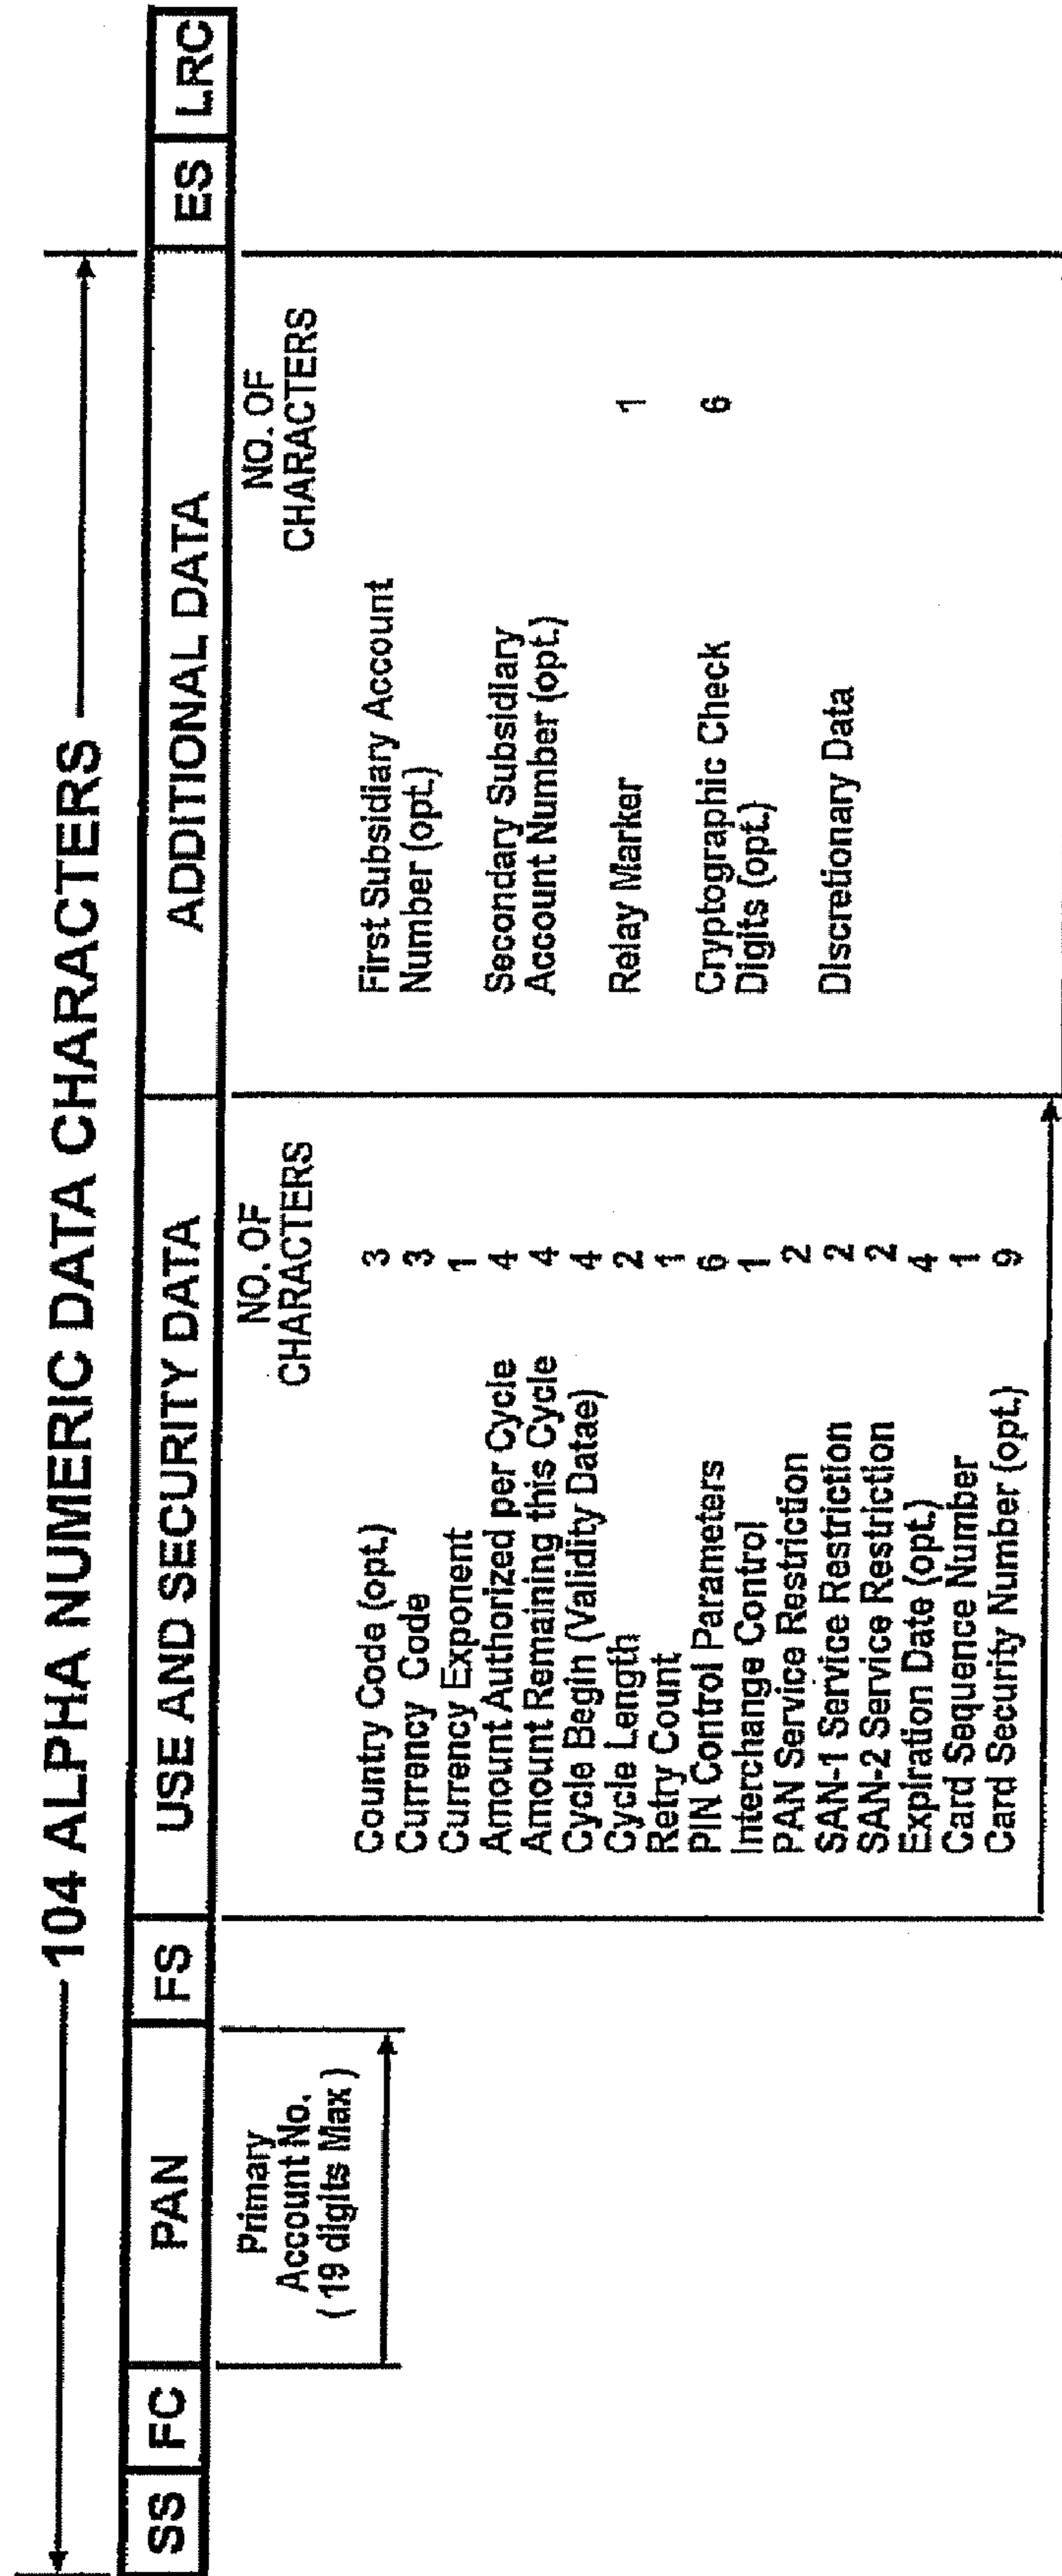 104 ALPHA NUMERIC DATA CHARACTERS
SS FC PAN FS USE AND SECURITY DATA ADDITIONAL DATA ES LRC
Primary
Account No.
(19 digits Max)
NO. OF
CHARACTERS
Country Code (opt.) 3
Currency Code 3
Currency Exponent 1
Amount Authorized per Cycle 4
Amount Remaining this Cycle 4
Cycle Begin (Validity Datae) 4
Cycle Length 2
Retry Count 1
PIN Control Parameters 6
Interchange Control 1
PAN Service Restriction 2
SAN-1 Service Restriction 2
SAN-2 Service Restriction 2
Expiration Date (opt.) 4
Card Sequence Number 1
Card Security Number (opt.) 9
NO. OF
CHARACTERS
First Subsidiary Account
Number (opt.)
Secondary Subsidiary
Account Number (opt.)
Relay Marker 1
Cryptographic Check 6
Digits (opt.)
Discretionary Data